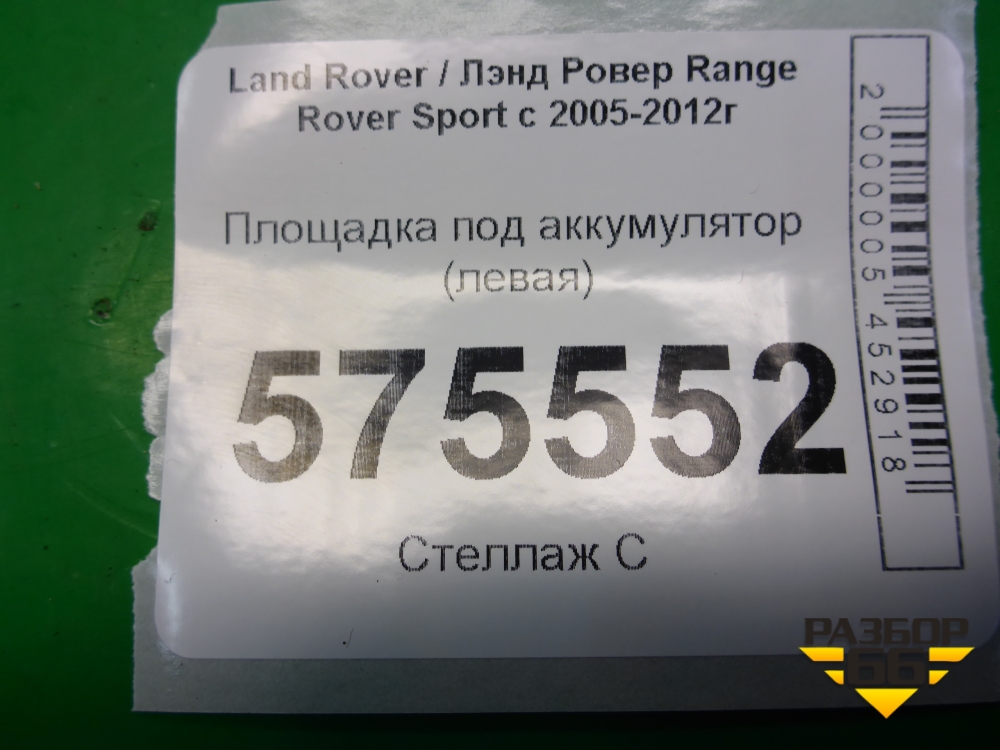 Land Rover / Лэнд Ровер Range
Rover Sport с 2005-2012г
Площадка под аккумулятор
(левая)
575552
Стеллаж С
2000005452918
РАЗБОР
66